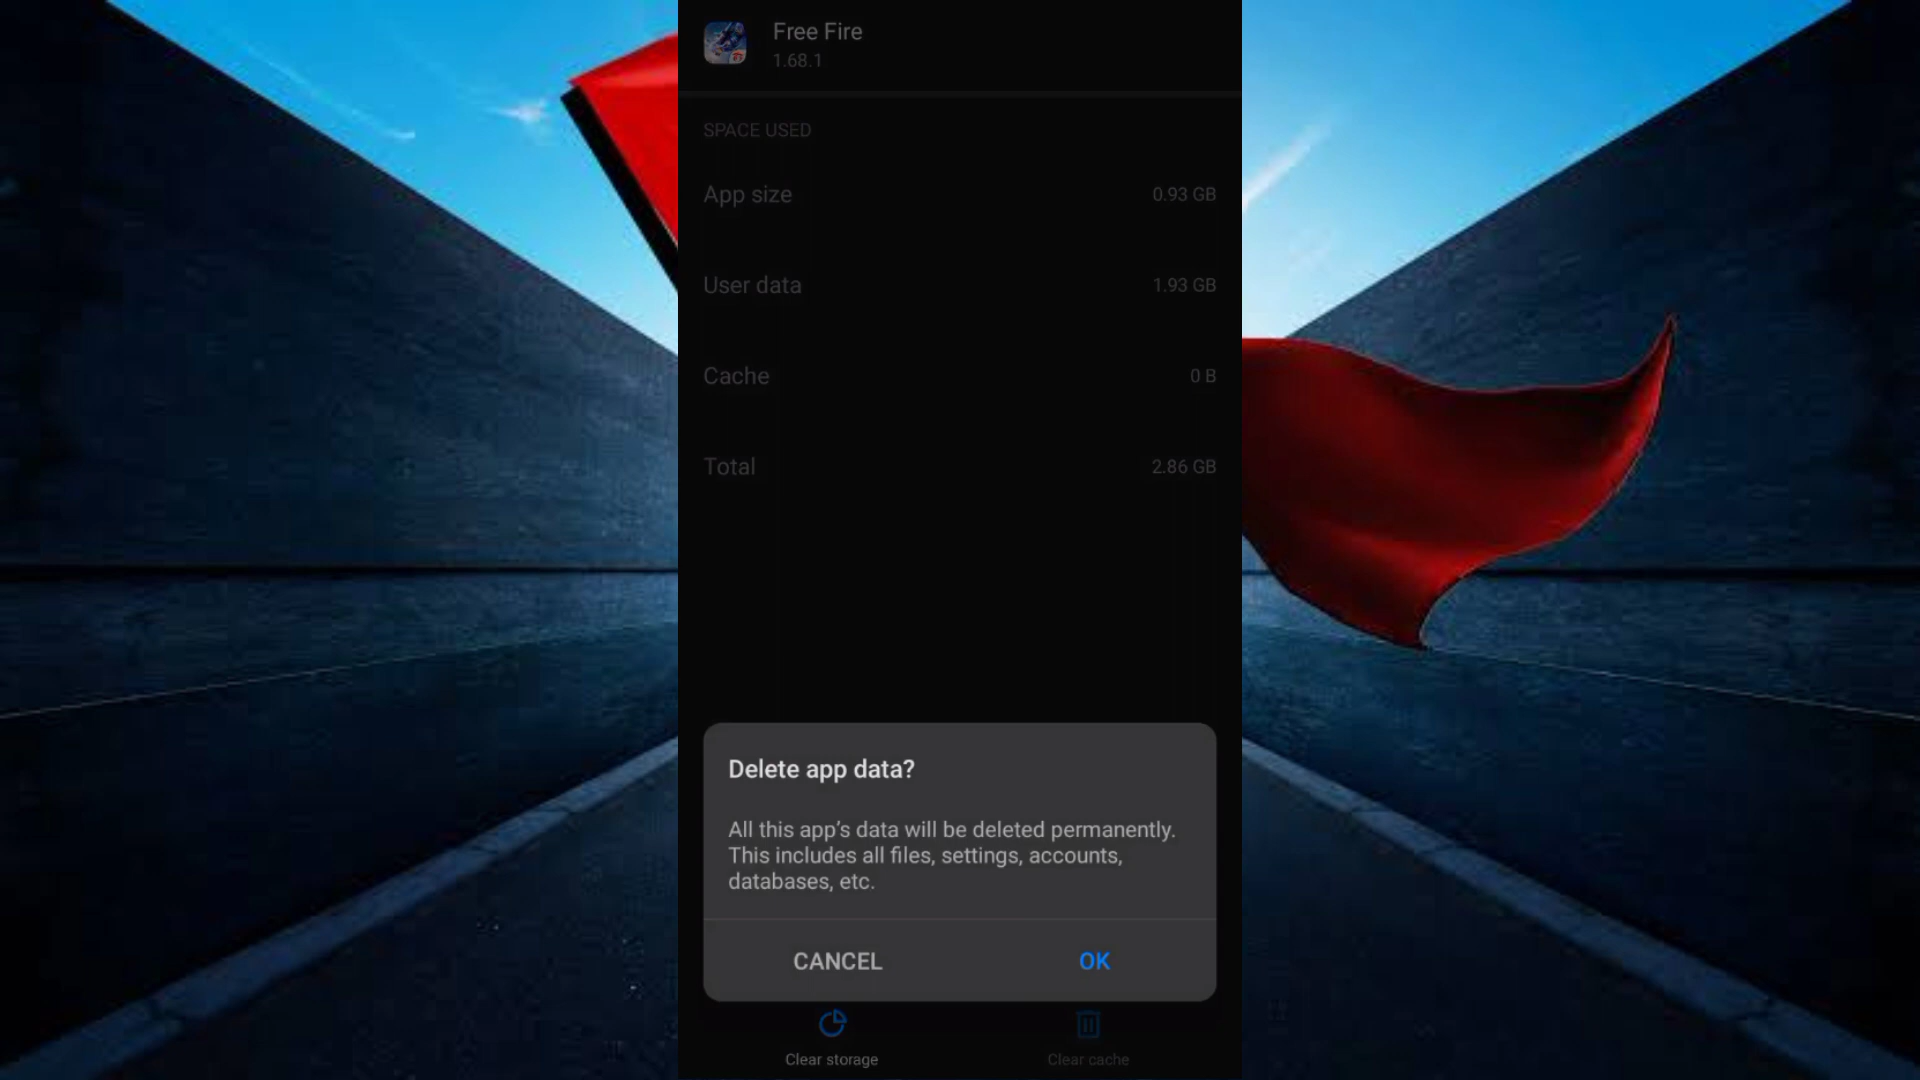 Free Fire
1.68.1
SPACE USED
App size 0.93 GB
User data 1.93 GB
Cache 0 B
Total 2.86 GB
Delete app data?
All this app's data will be deleted permanently.
This includes all files, settings, accounts,
databases, etc.
CANCEL OK
Clear storage Clear cache